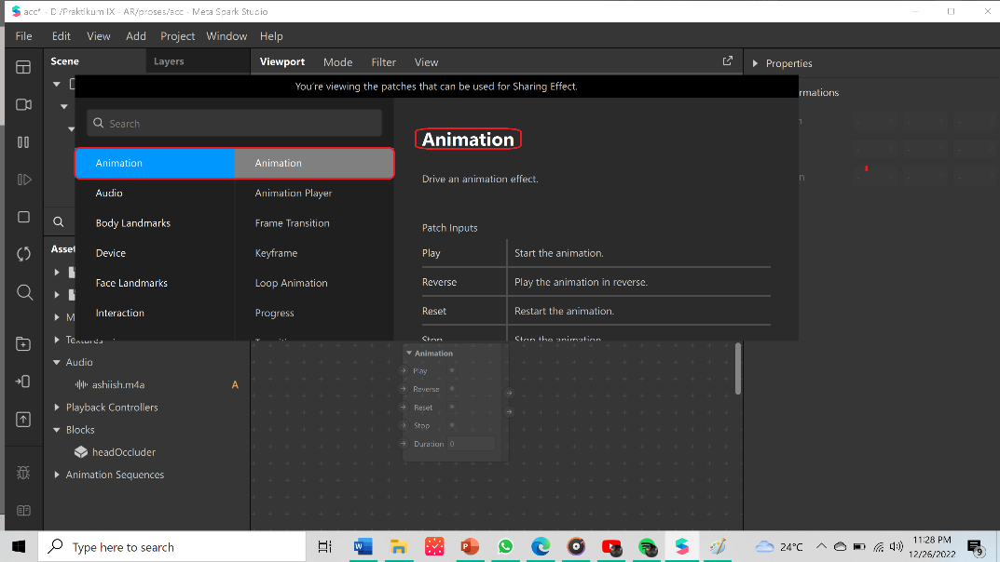 acc* - D:/Praktikum IX - AR/proses/acc - Meta Spark Studio
File Edit View Add Project Window Help
Scene Layers Viewport Mode Filter View Properties
You're viewing the patches that can be used for Sharing Effect.
rmations
Search
Animation
Audio
Body Landmarks
Device
Face Landmarks
Interaction
Animation
Animation Player
Frame Transition
Keyframe
Loop Animation
Progress
Animation
Drive an animation effect.
Patch Inputs
Play Start the animation.
Reverse Play the animation in reverse.
Reset Restart the animation.
Stop Stop the animation.
Asset
M
Textures
Audio
ashiish.m4a A
Playback Controllers
Blocks
headOccluder
Animation Sequences
Animation
Play
Reverse
Reset
Stop
Duration 0
Type here to search
24°C
11:28 PM
12/26/2022
9